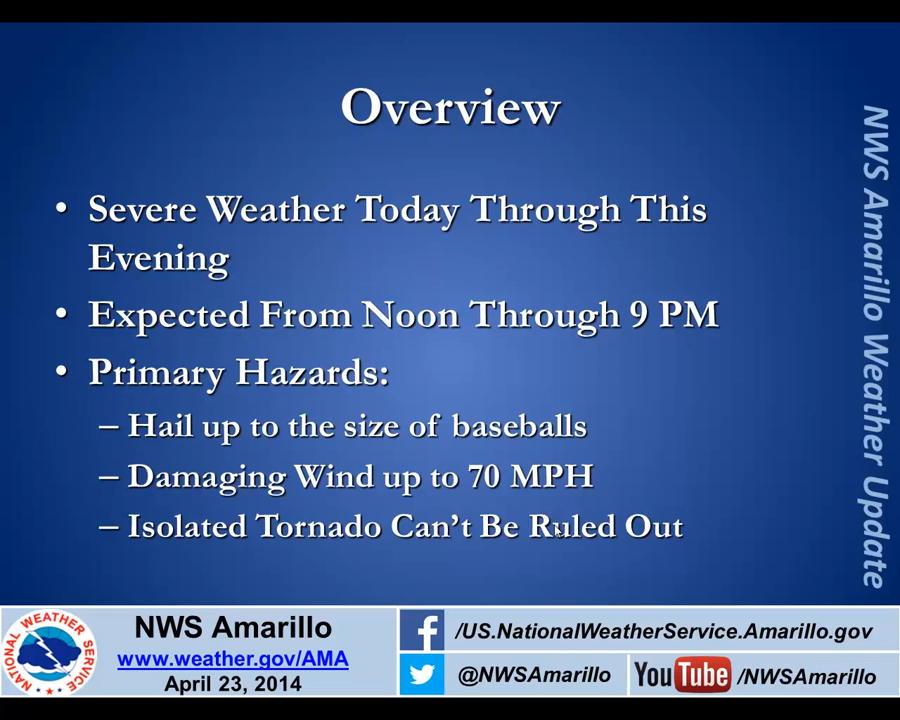 Overview
• Severe Weather Today Through This
Evening
• Expected From Noon Through 9 PM
• Primary Hazards:
– Hail up to the size of baseballs
– Damaging Wind up to 70 MPH
– Isolated Tornado Can't Be Ruled Out
NWS Amarillo Weather Update
NATIONAL WEATHER SERVICE
NWS Amarillo
www.weather.gov/AMA
April 23, 2014
/US.NationalWeatherService.Amarillo.gov
@NWSAmarillo
YouTube /NWSAmarillo